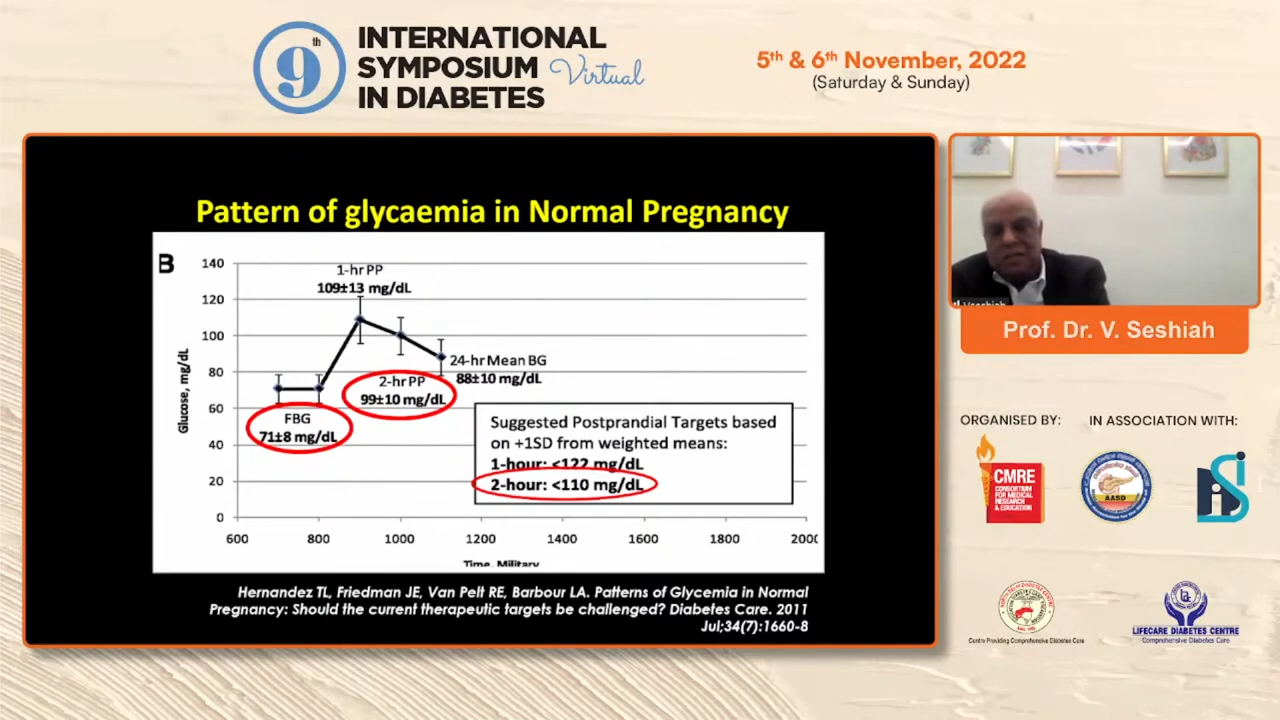 9th
INTERNATIONAL
SYMPOSIUM Virtual
IN DIABETES
5th & 6th November, 2022
(Saturday & Sunday)
Pattern of glycaemia in Normal Pregnancy
B
Glucose, mg/dL
140
120
100
80
60
40
20
0
600
800
1000
1200
1400
1600
1800
Time, Military
1-hr PP
109±13 mg/dL
24-hr Mean BG
88±10 mg/dL
2-hr PP
99±10 mg/dL
FBG
71±8 mg/dL
Suggested Postprandial Targets based
on +1SD from weighted means:
1-hour: <122 mg/dL
2-hour: <110 mg/dL
Hernandez TL, Friedman JE, Van Pelt RE, Barbour LA. Patterns of Glycemia in Normal
Pregnancy: Should the current therapeutic targets be challenged? Diabetes Care. 2011
Jul;34(7):1660-8
Prof. Dr. V. Seshiah
ORGANISED BY:
IN ASSOCIATION WITH:
CMRE
CONSORTIUM
FOR MEDICAL
RESEARCH
& EDUCATION
AASD
Centre Providing Comprehensive Diabetes Care
LIFECARE DIABETES CENTRE
Comprehensive Diabetes Care